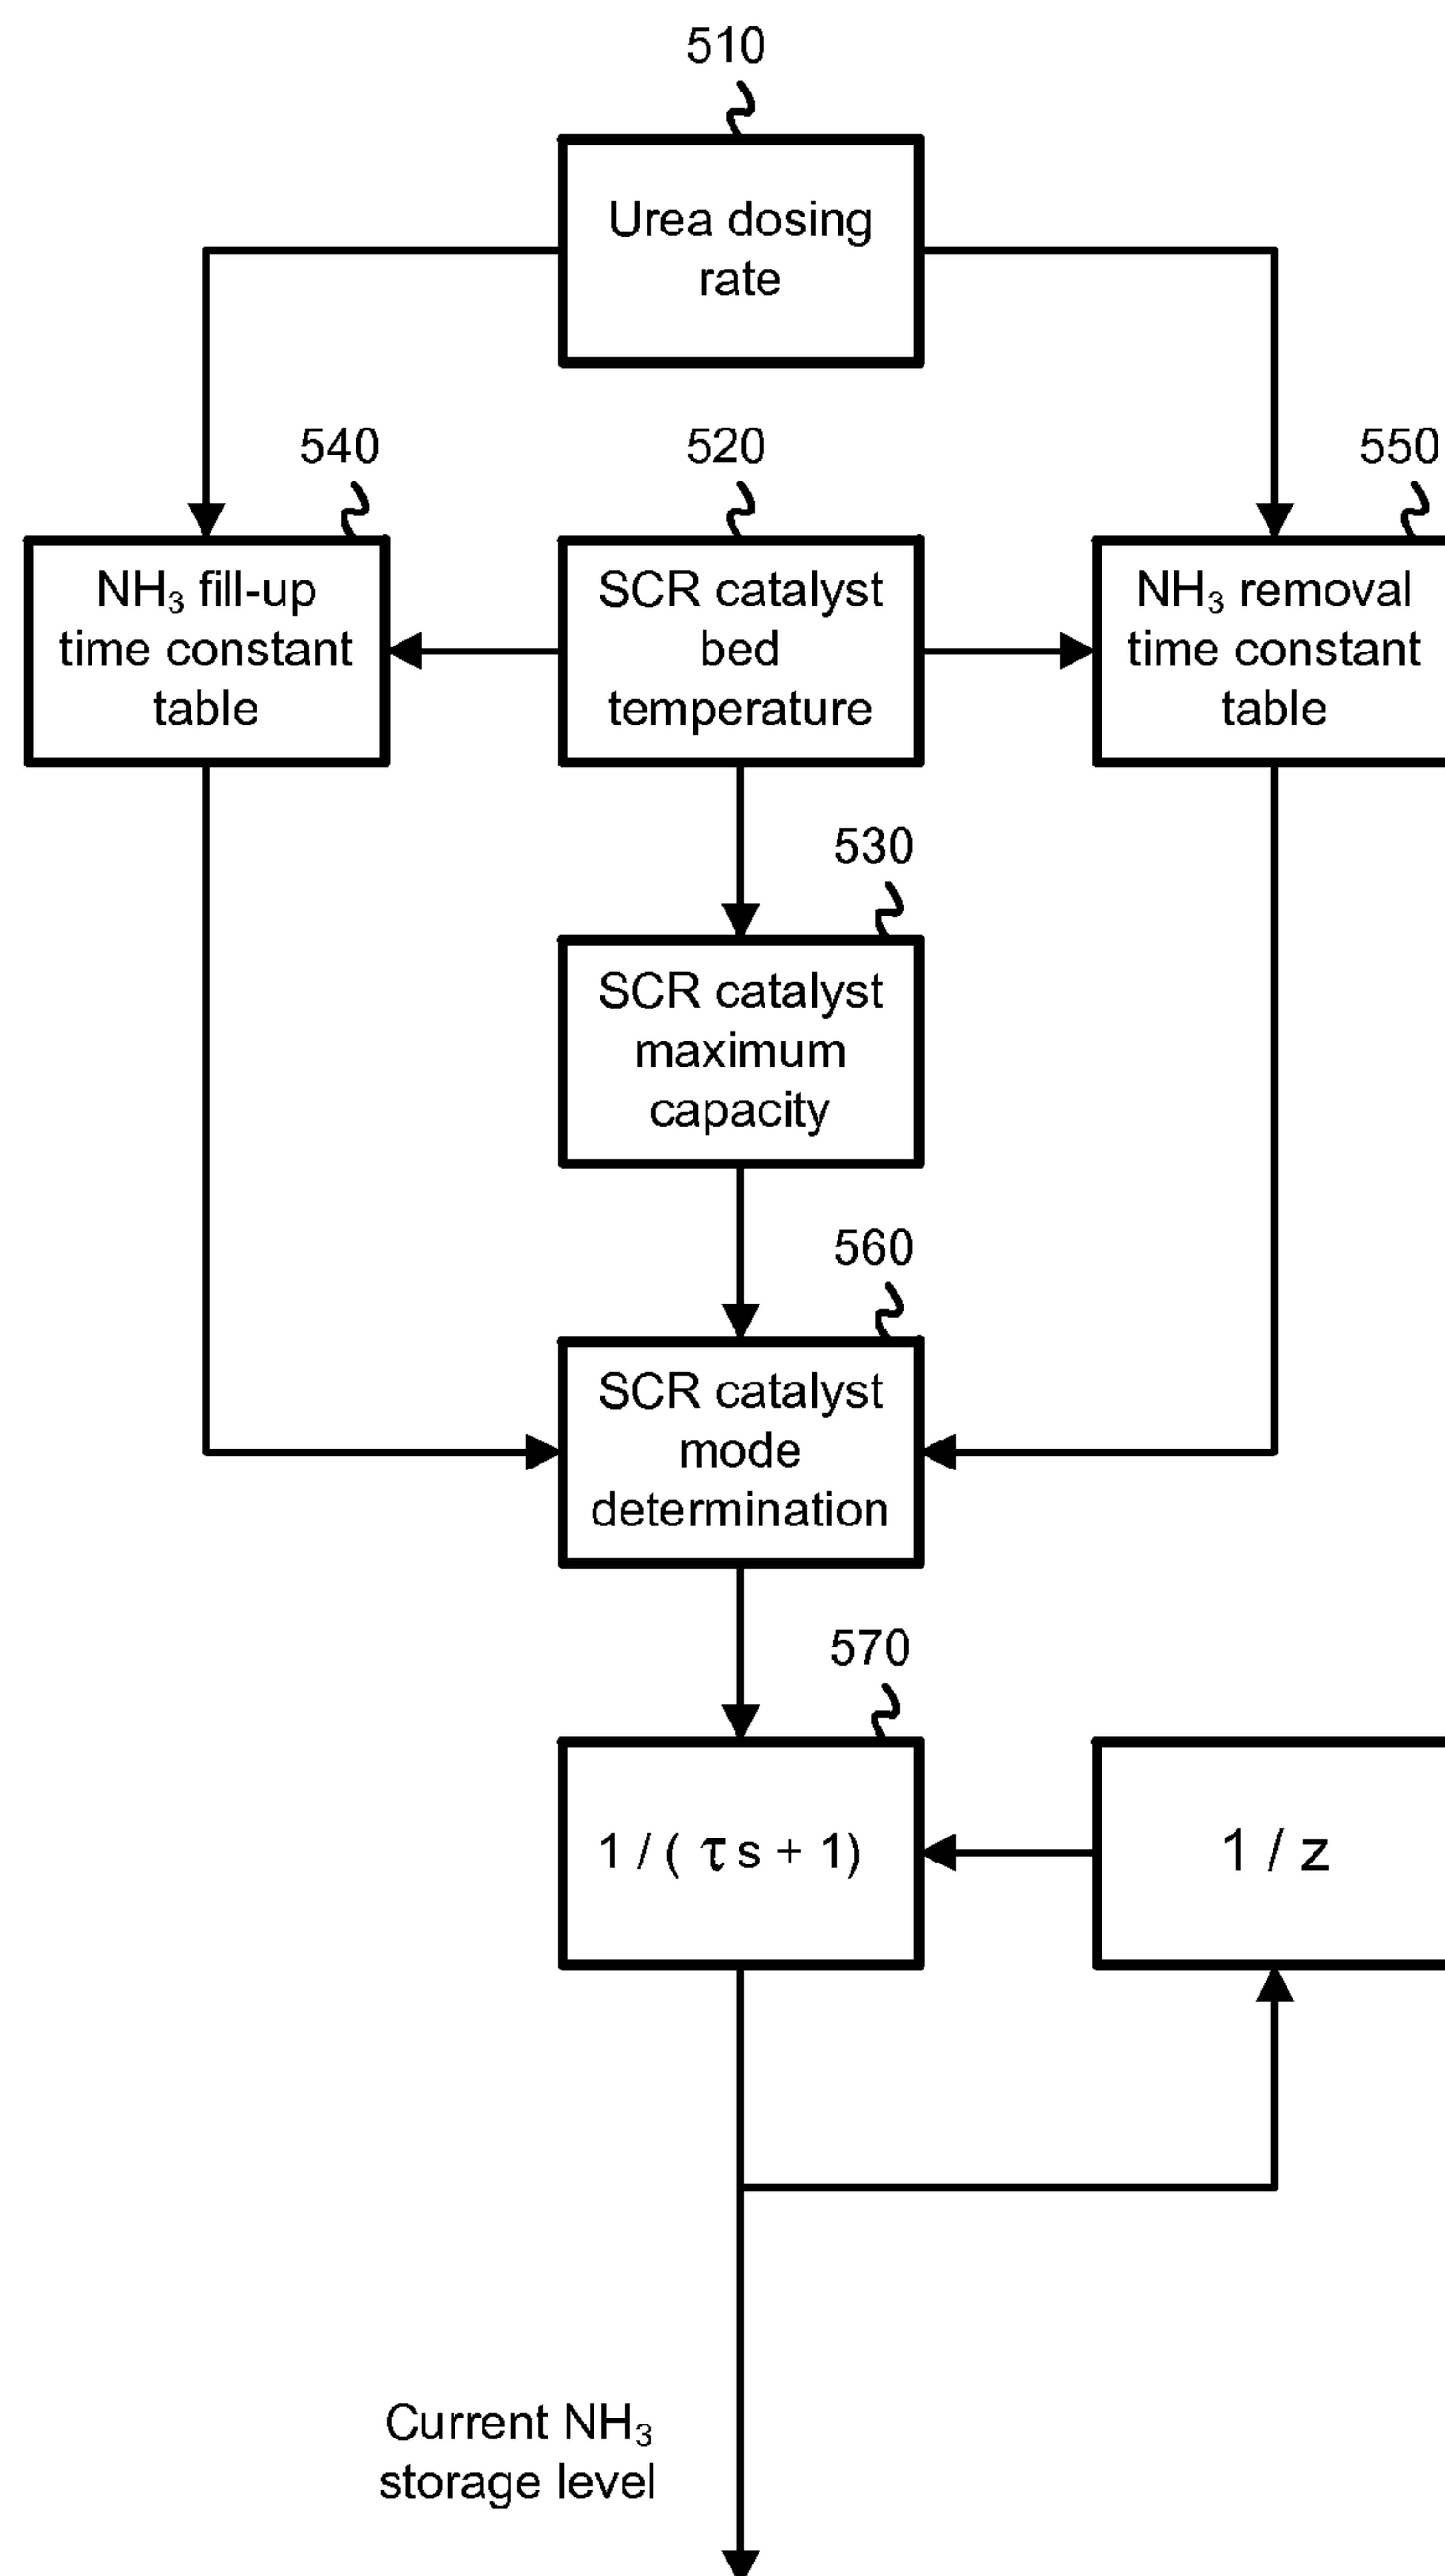 510
Urea dosing
rate
540
520
550
NH₃ fill-up
time constant
table
SCR catalyst
bed
temperature
NH₃ removal
time constant
table
530
SCR catalyst
maximum
capacity
560
SCR catalyst
mode
determination
570
1 / ( τ s + 1)
1 / z
Current NH₃
storage level